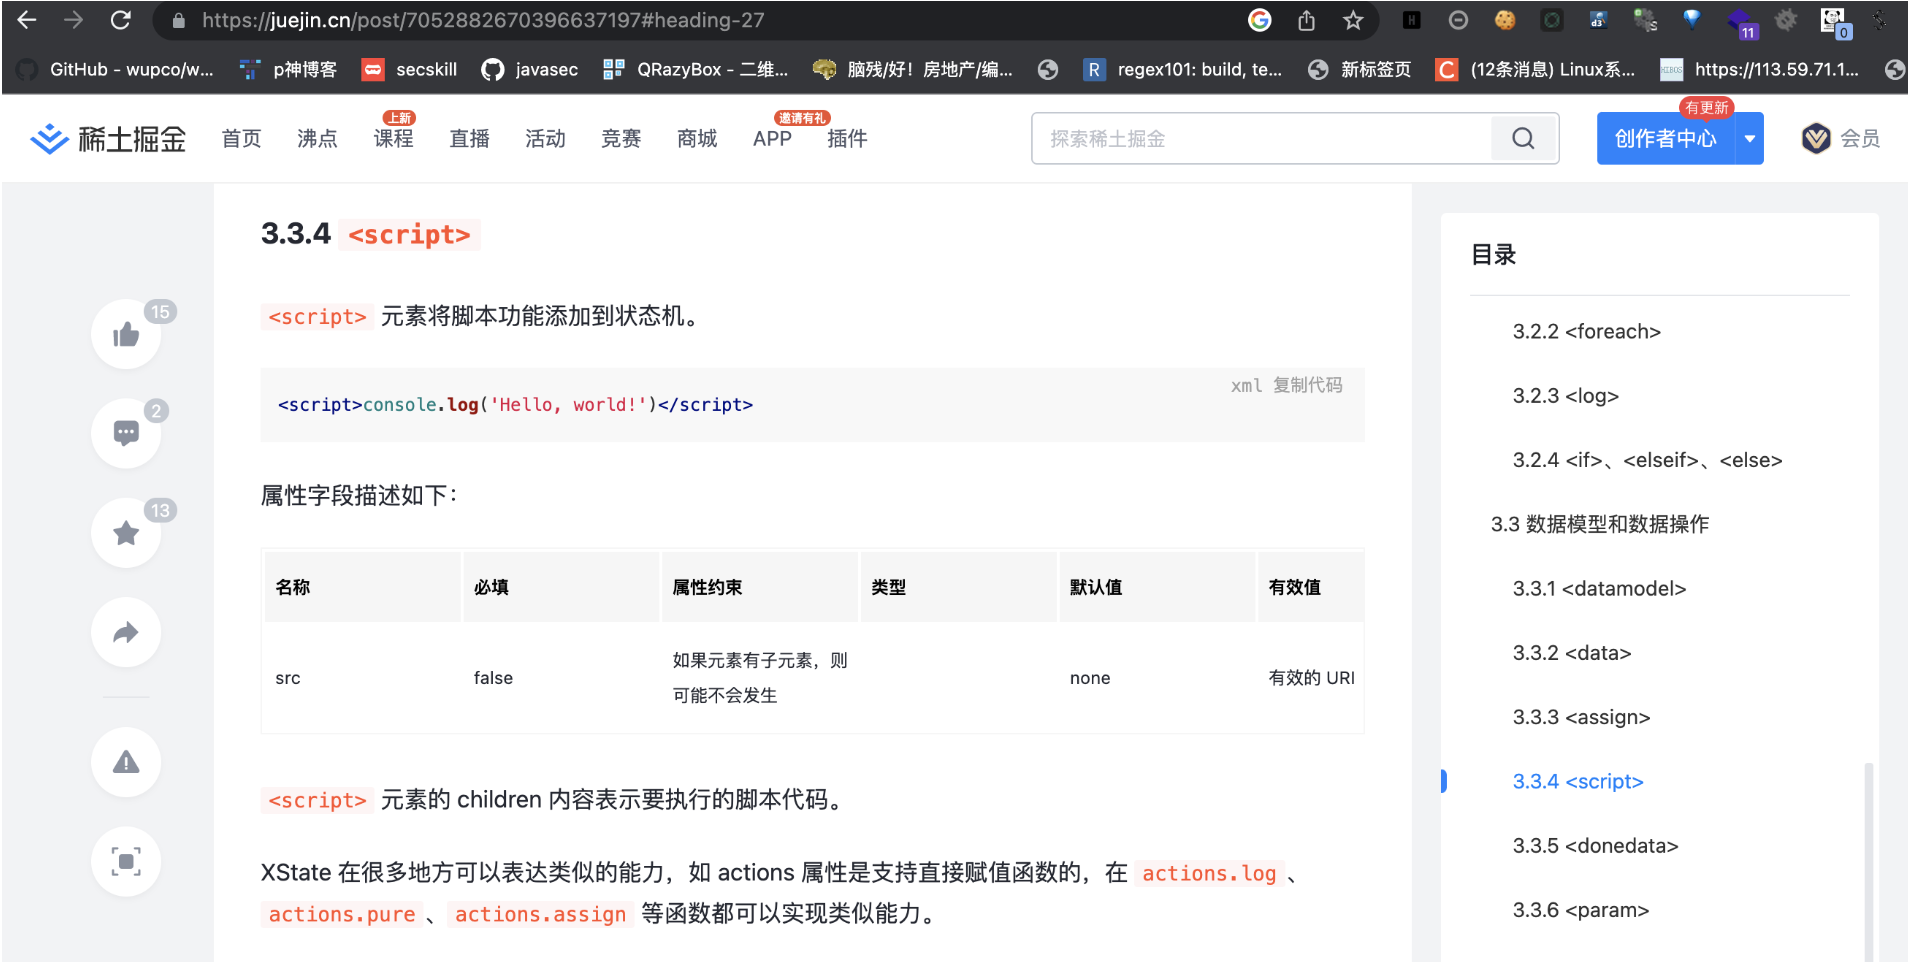 https://juejin.cn/post/7052882670396637197#heading-27
11
0
GitHub - wupco/w...
p神博客
secskill
javasec
QRazyBox - 二维...
脑残/好！房地产/编...
R
regex101: build, te...
新标签页
C
(12条消息) Linux系...
https://113.59.71.1...
稀土掘金
首页
沸点
课程
上新
直播
活动
竞赛
商城
APP
邀请有礼
插件
探索稀土掘金
创作者中心
有更新
会员
3.3.4 <script>
15
2
13
<script> 元素将脚本功能添加到状态机。
xml 复制代码
<script>console.log('Hello, world!')</script>
属性字段描述如下：
名称 必填 属性约束 类型 默认值 有效值
src false 如果元素有子元素，则 none 有效的 URI
可能不会发生
<script> 元素的 children 内容表示要执行的脚本代码。
XState 在很多地方可以表达类似的能力，如 actions 属性是支持直接赋值函数的，在 actions.log 、
actions.pure 、 actions.assign 等函数都可以实现类似能力。
目录
3.2.2 <foreach>
3.2.3 <log>
3.2.4 <if>、<elseif>、<else>
3.3 数据模型和数据操作
3.3.1 <datamodel>
3.3.2 <data>
3.3.3 <assign>
3.3.4 <script>
3.3.5 <donedata>
3.3.6 <param>